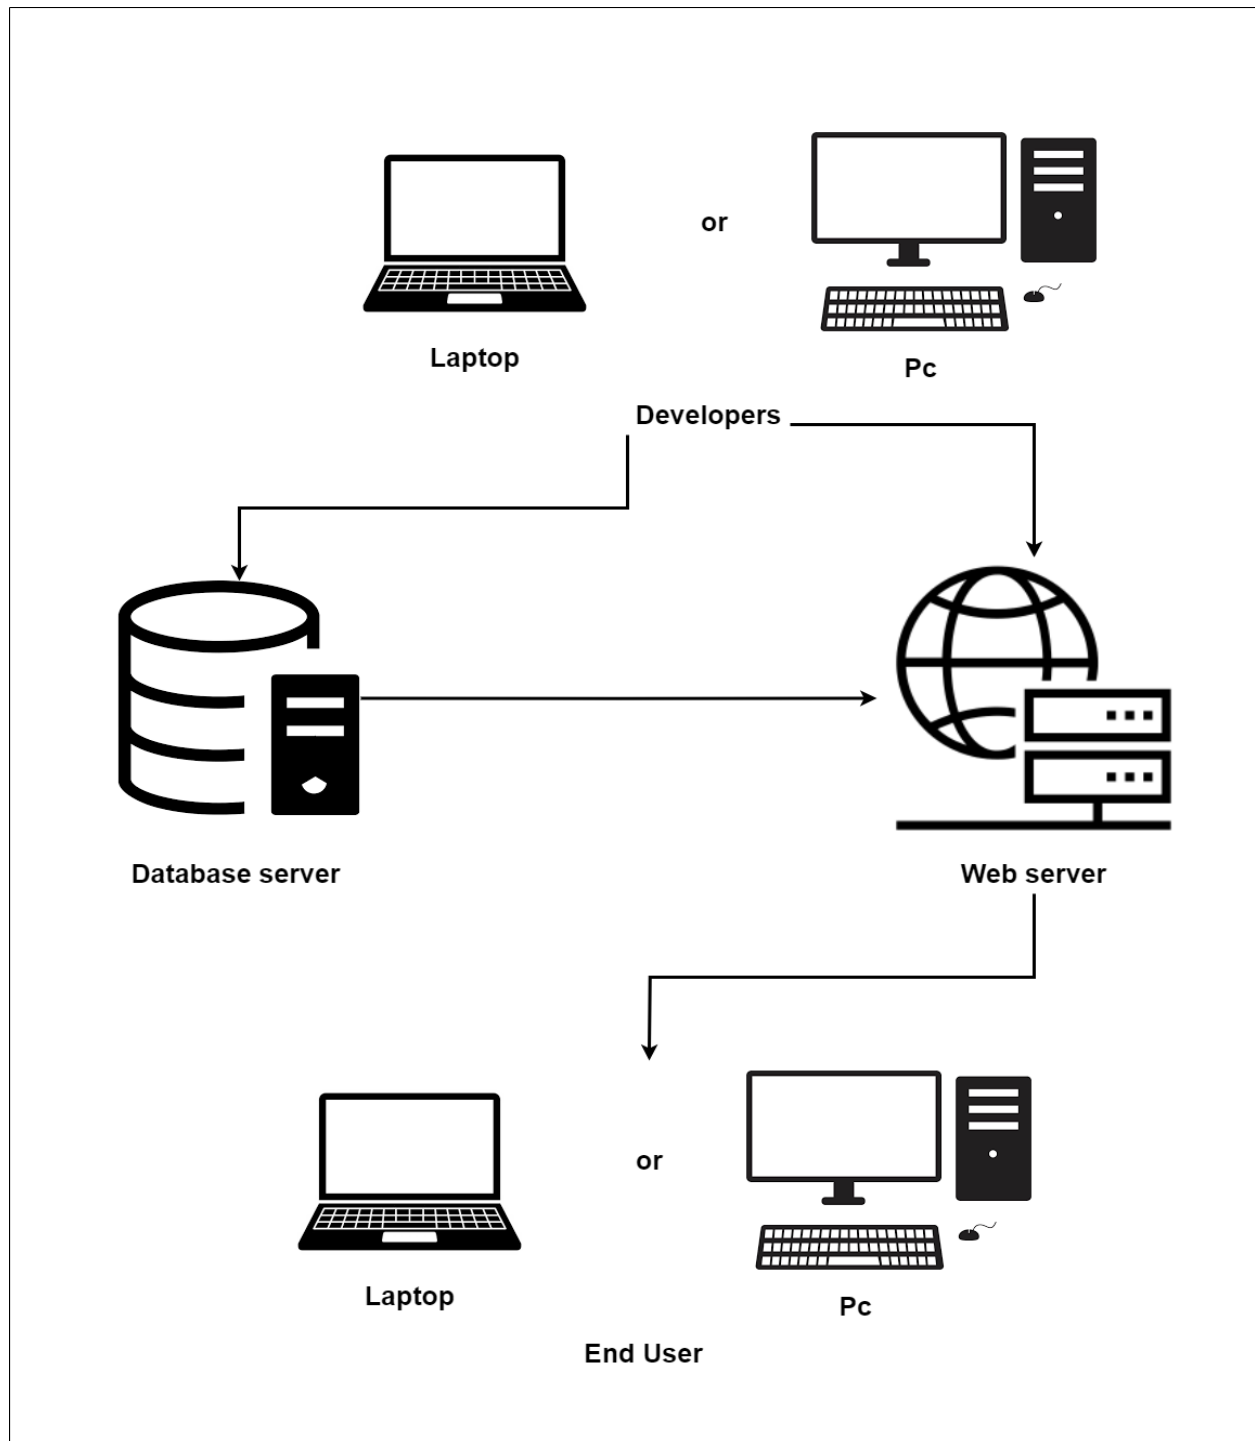 or
Laptop
Pc
Developers
Database server
Web server
or
Laptop
Pc
End User